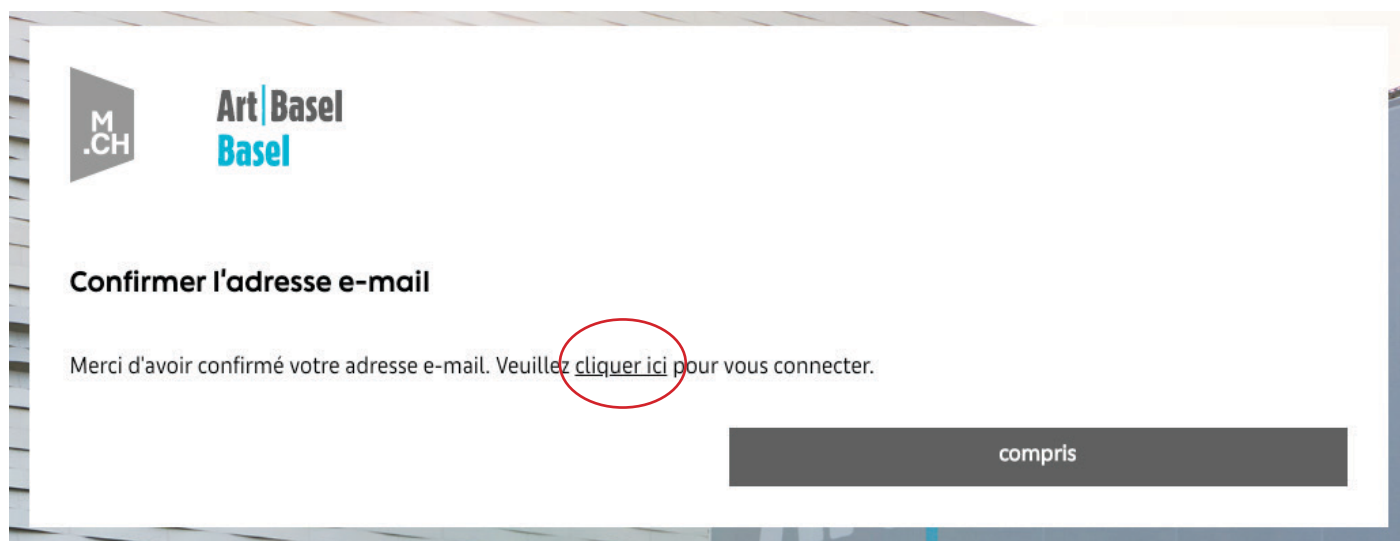 M
.CH
Art|Basel
Basel
Confirmer l'adresse e-mail
Merci d'avoir confirmé votre adresse e-mail. Veuillez cliquer ici pour vous connecter.
compris